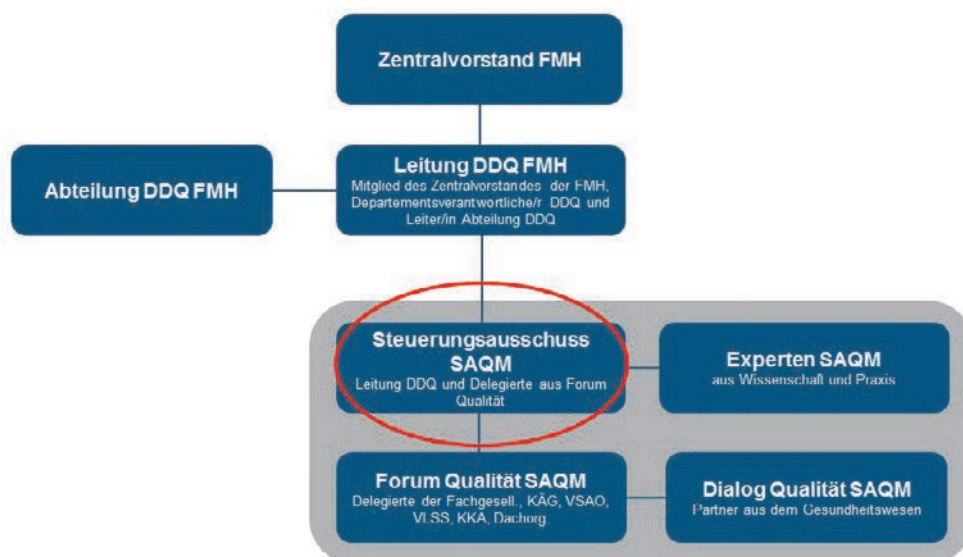 Zentralvorstand FMH
Abteilung DDQ FMH
Leitung DDQ FMH
Mitglied des Zentralvorstandes der FMH,
Departementsverantwortliche/r DDQ und
Leiter/in Abteilung DDQ
Steuerungsausschuss
SAQM
Leitung DDQ und Delegierte aus Forum
Qualität
Experten SAQM
aus Wissenschaft und Praxis
Forum Qualität SAQM
Delegierte der Fachgesell., KÄG, VSAO,
VLSS, KKA, Dachorg.
Dialog Qualität SAQM
Partner aus dem Gesundheitswesen